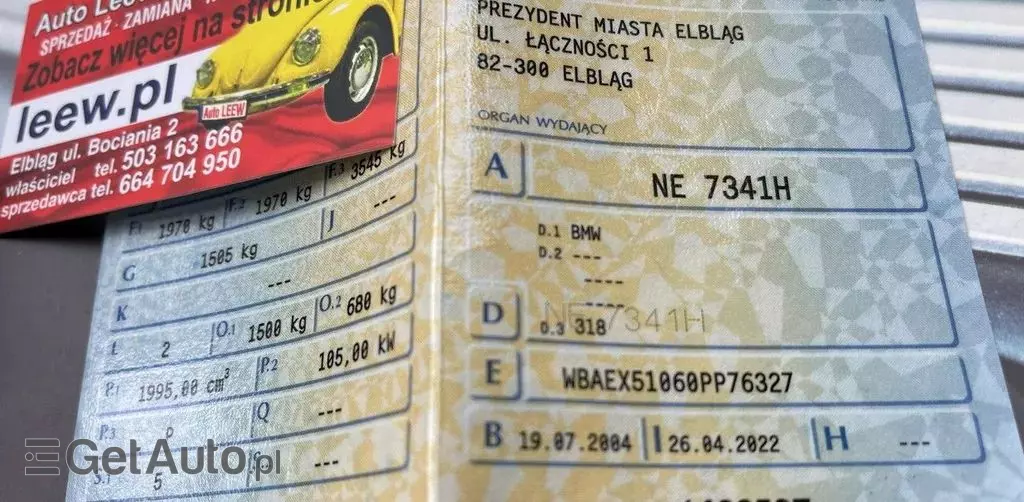 Auto Leew
SPRZEDAŻ · ZAMIANA
Zobacz więcej na stronie
leew.pl
Auto LEEW
Elbląg ul. Bociania 2
właściciel tel. 503 163 666
sprzedawca tel. 664 704 950
PREZYDENT MIASTA ELBLĄG
UL. ŁĄCZNOŚCI 1
82-300 ELBLĄG
ORGAN WYDAJĄCY
A NE 7341H
D.1 BMW
D.2 ---
----
----
D NE 7341H
D.3 318
E WBAEX51060PP76327
B 19.07.2004 I 26.04.2022 H ---
F.1 1970 kg F.2 1970 kg F.3 3545 kg
G 1505 kg J ---
K ---
L 2 O.1 1500 kg O.2 680 kg
P.1 1995,00 cm³ P.2 105,00 kW
P.3 Q ---
S.1 5 ---
GetAuto.pl